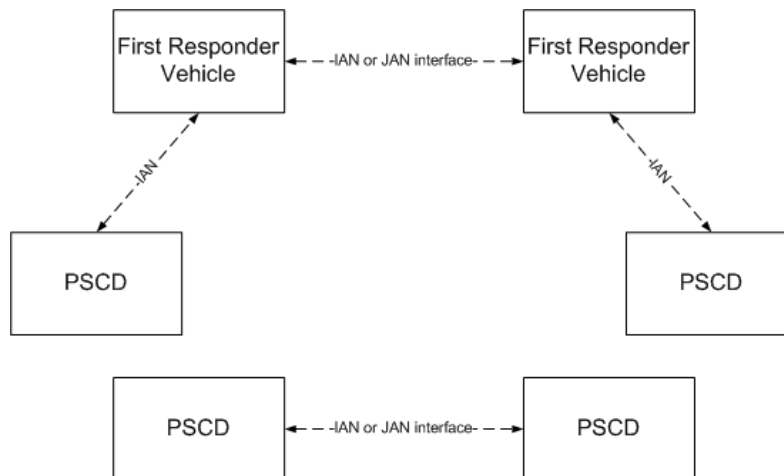 First Responder
Vehicle
-IAN or JAN interface-
First Responder
Vehicle
-IAN
-IAN
PSCD
PSCD
PSCD
-IAN or JAN interface-
PSCD